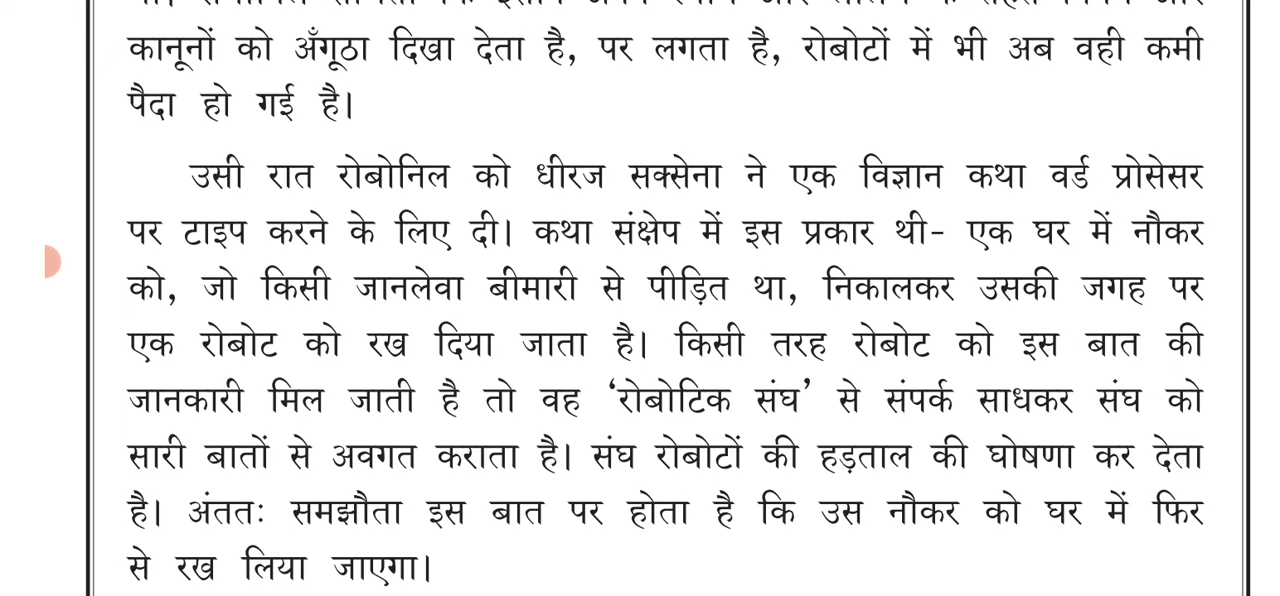 कानूनों को अँगूठा दिखा देता है, पर लगता है, रोबोटों में भी अब वही कमी
पैदा हो गई है।
उसी रात रोबोनिल को धीरज सक्सेना ने एक विज्ञान कथा वर्ड प्रोसेसर
पर टाइप करने के लिए दी। कथा संक्षेप में इस प्रकार थी- एक घर में नौकर
को, जो किसी जानलेवा बीमारी से पीड़ित था, निकालकर उसकी जगह पर
एक रोबोट को रख दिया जाता है। किसी तरह रोबोट को इस बात की
जानकारी मिल जाती है तो वह ‘रोबोटिक संघ’ से संपर्क साधकर संघ को
सारी बातों से अवगत कराता है। संघ रोबोटों की हड़ताल की घोषणा कर देता
है। अंततः समझौता इस बात पर होता है कि उस नौकर को घर में फिर
से रख लिया जाएगा।